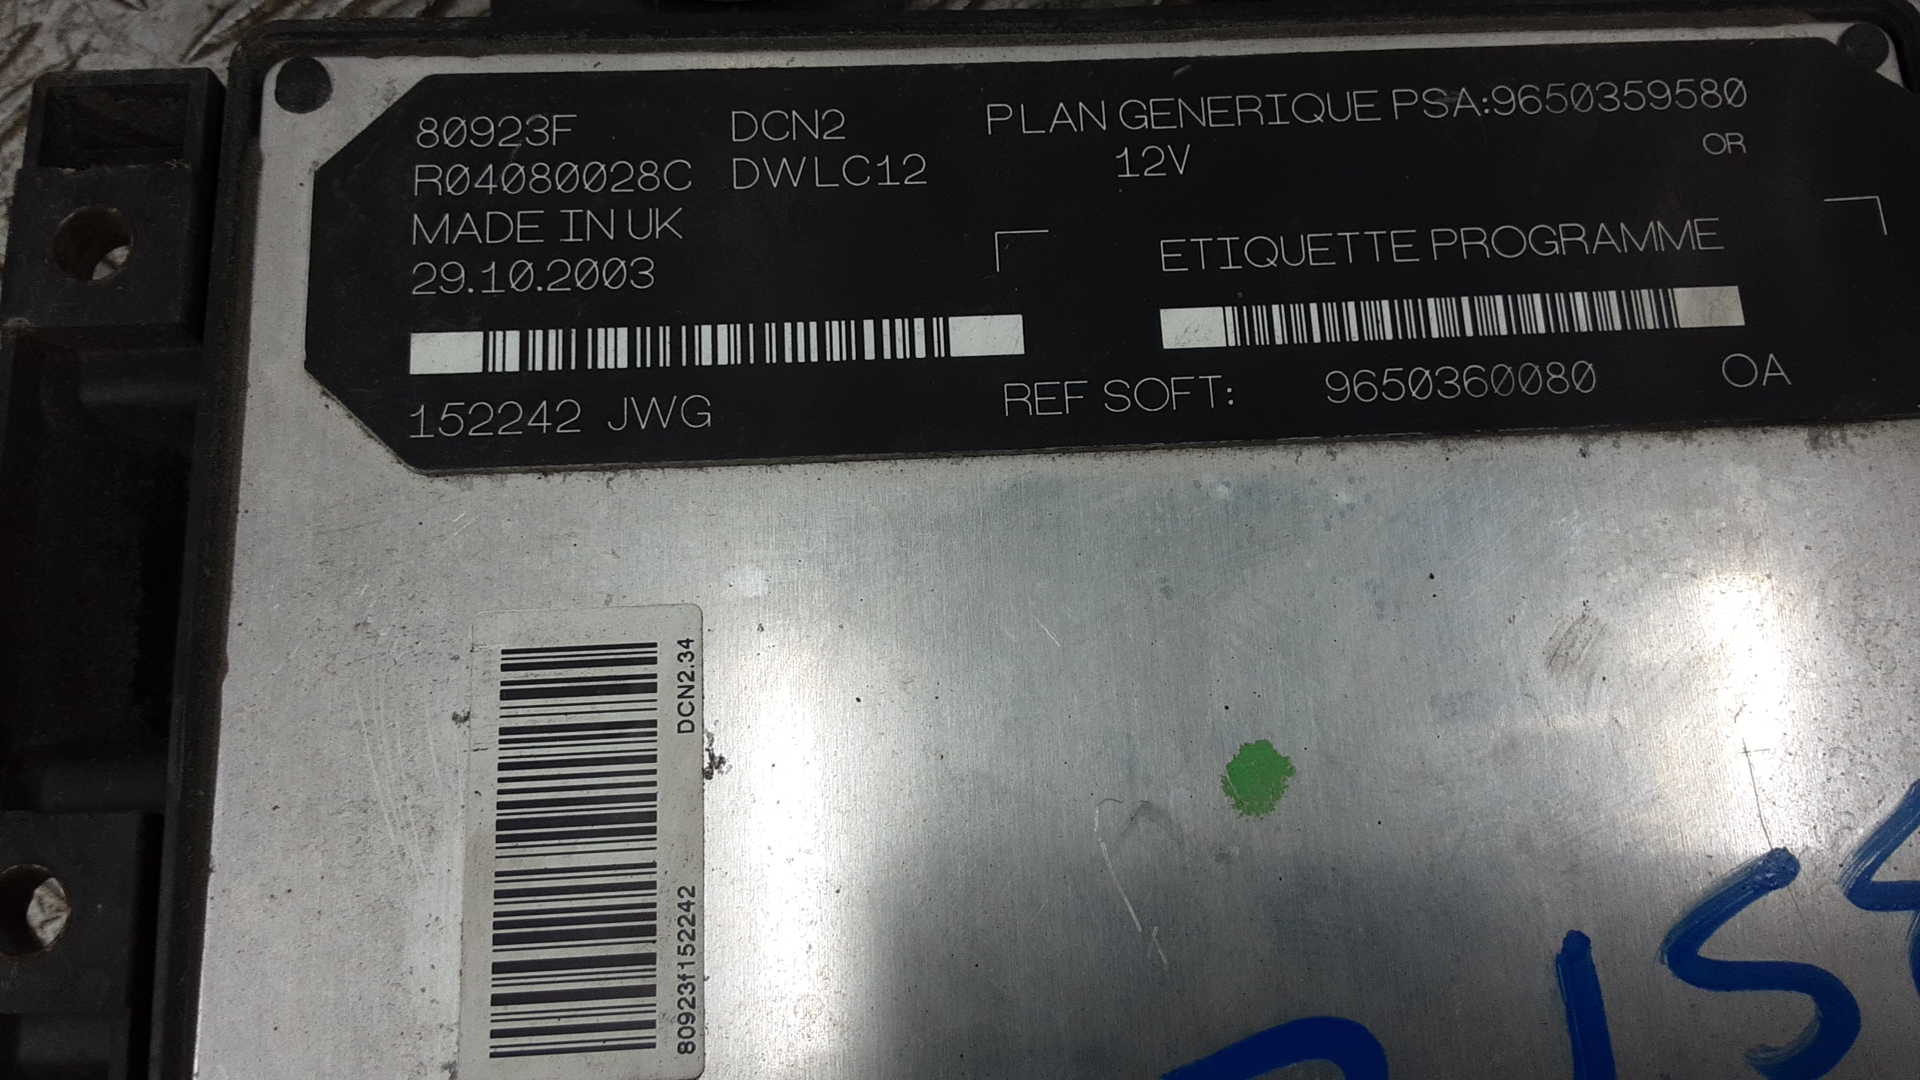 80923F DCN2 PLAN GENERIQUE PSA:9650359580
R04080028C DWLC12 12V OR
MADE IN UK
29.10.2003
ETIQUETTE PROGRAMME
152242 JWG REF SOFT: 9650360080 OA
DCN2.34
80923f152242